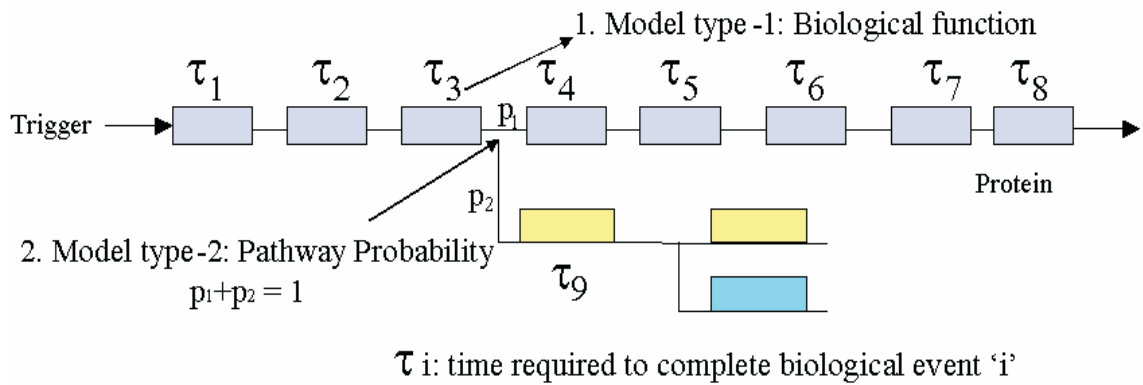 1. Model type-1: Biological function
τ1 τ2 τ3 τ4 τ5 τ6 τ7 τ8
Trigger
p1
Protein
p2
2. Model type-2: Pathway Probability
p1+p2 = 1
τ9
τ i: time required to complete biological event ‘i’